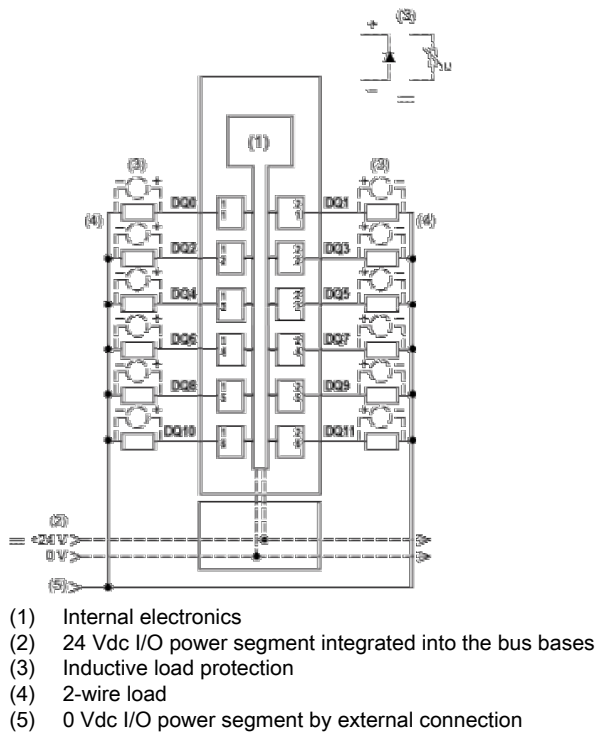 + (3)
-
(1)
(3) (3)
- + + -
(4) DQ0 DQ1 (4)
DQ2 DQ3
DQ4 DQ5
DQ6 DQ7
DQ8 DQ9
DQ10 DQ11
(2)
+24 V
0 V
(5)
(1) Internal electronics
(2) 24 Vdc I/O power segment integrated into the bus bases
(3) Inductive load protection
(4) 2-wire load
(5) 0 Vdc I/O power segment by external connection